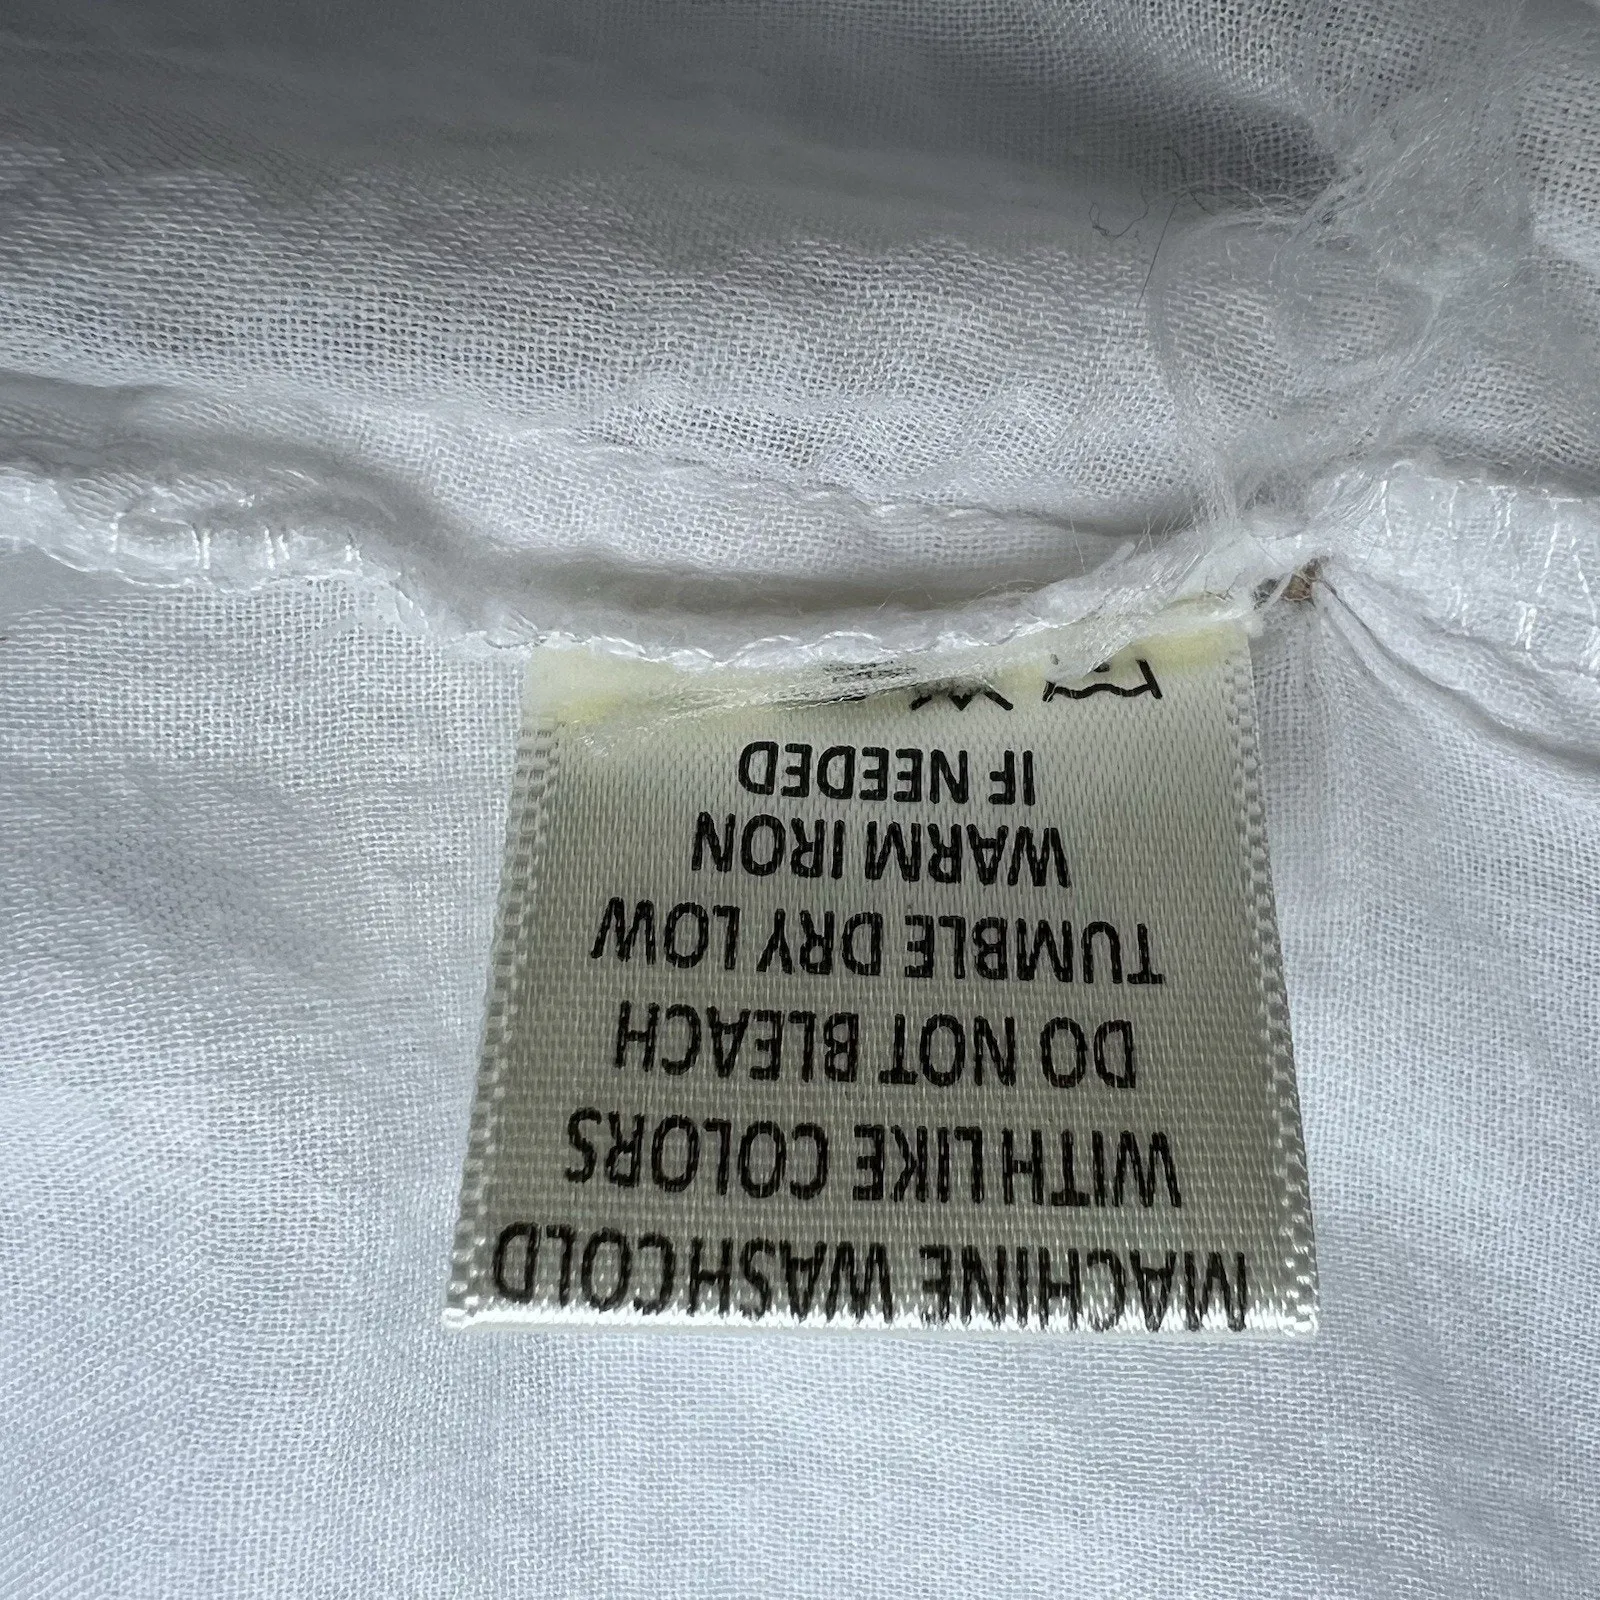 MACHINE WASH COLD
WITH LIKE COLORS
DO NOT BLEACH
TUMBLE DRY LOW
WARM IRON
IF NEEDED